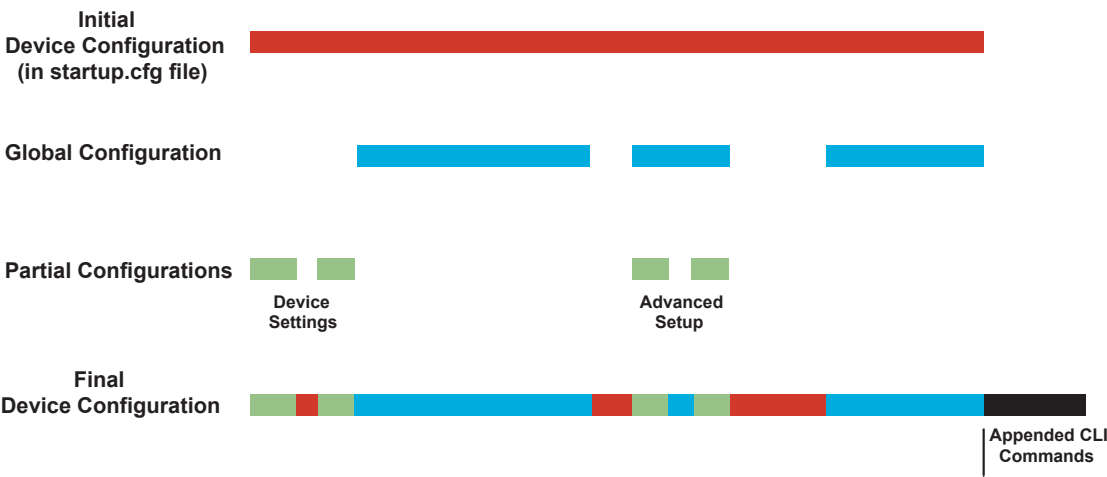 Initial
Device Configuration
(in startup.cfg file)
Global Configuration
Partial Configurations
Device
Settings
Advanced
Setup
Final
Device Configuration
Appended CLI
Commands